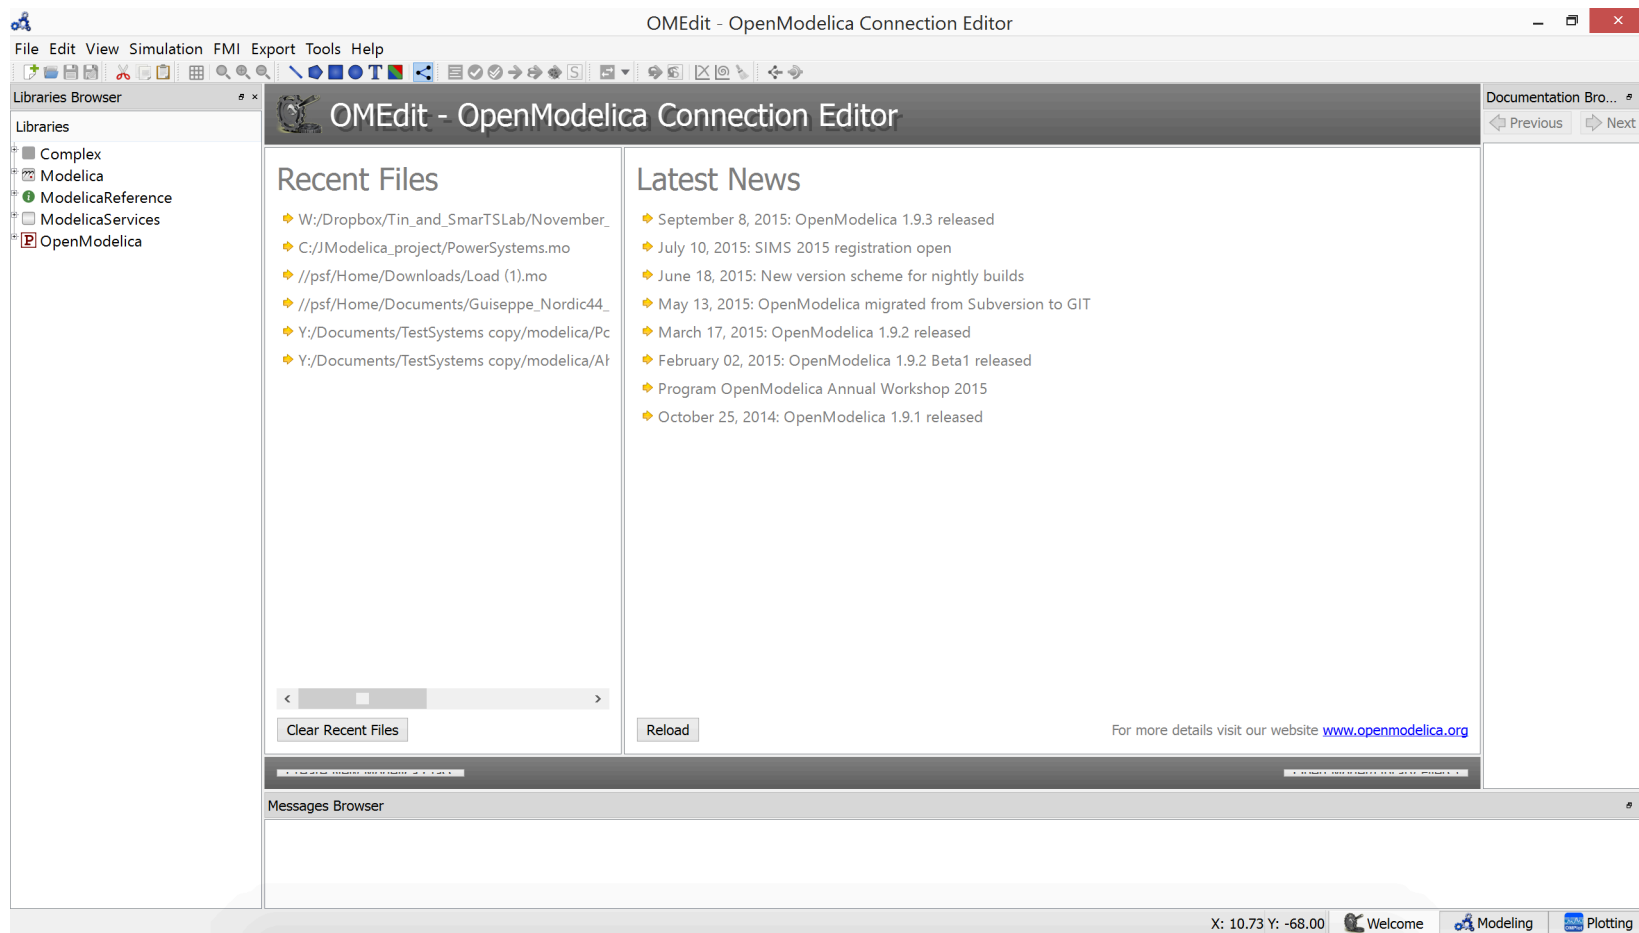 OMEdit - OpenModelica Connection Editor
File Edit View Simulation FMI Export Tools Help
Libraries Browser
Libraries
Complex
Modelica
ModelicaReference
ModelicaServices
OpenModelica
OMEdit - OpenModelica Connection Editor
Recent Files
W:/Dropbox/Tin_and_SmarTSLab/November_
C:/JModelica_project/PowerSystems.mo
//psf/Home/Downloads/Load (1).mo
//psf/Home/Documents/Guiseppe_Nordic44_
Y:/Documents/TestSystems copy/modelica/Pc
Y:/Documents/TestSystems copy/modelica/
Clear Recent Files
Latest News
September 8, 2015: OpenModelica 1.9.3 released
July 10, 2015: SIMS 2015 registration open
June 18, 2015: New version scheme for nightly builds
May 13, 2015: OpenModelica migrated from Subversion to GIT
March 17, 2015: OpenModelica 1.9.2 released
February 02, 2015: OpenModelica 1.9.2 Beta1 released
Program OpenModelica Annual Workshop 2015
October 25, 2014: OpenModelica 1.9.1 released
Reload
For more details visit our website www.openmodelica.org
Documentation Bro...
Previous Next
Messages Browser
X: 10.73 Y: -68.00 Welcome Modeling Plotting